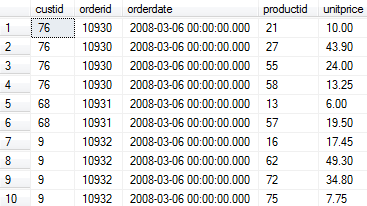 custid orderid orderdate productid unitprice
1 76 10930 2008-03-06 00:00:00.000 21 10.00
2 76 10930 2008-03-06 00:00:00.000 27 43.90
3 76 10930 2008-03-06 00:00:00.000 55 24.00
4 76 10930 2008-03-06 00:00:00.000 58 13.25
5 68 10931 2008-03-06 00:00:00.000 13 6.00
6 68 10931 2008-03-06 00:00:00.000 57 19.50
7 9 10932 2008-03-06 00:00:00.000 16 17.45
8 9 10932 2008-03-06 00:00:00.000 62 49.30
9 9 10932 2008-03-06 00:00:00.000 72 34.80
10 9 10932 2008-03-06 00:00:00.000 75 7.75